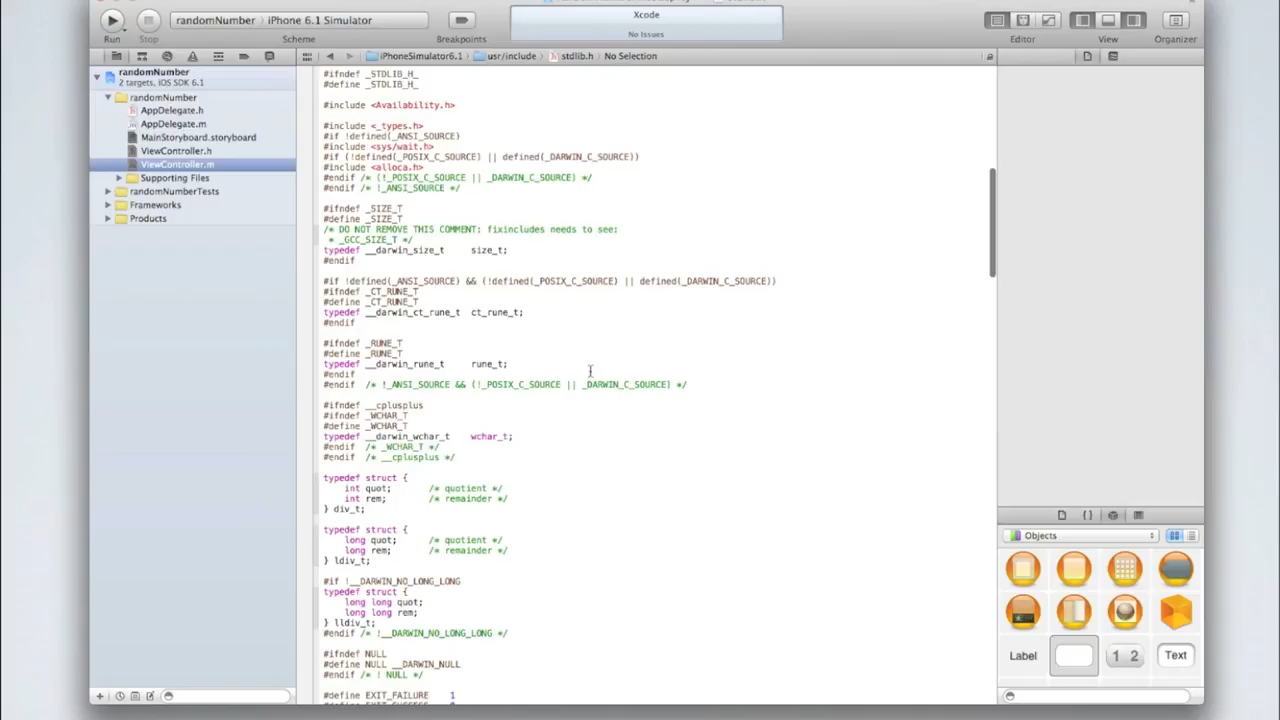 Xcode
No Issues
randomNumber iPhone 6.1 Simulator
Run Stop Scheme Breakpoints Editor View Organizer
iPhoneSimulator6.1 usr/include stdlib.h No Selection
randomNumber
2 targets, iOS SDK 6.1
randomNumber
AppDelegate.h
AppDelegate.m
MainStoryboard.storyboard
ViewController.h
ViewController.m
Supporting Files
randomNumberTests
Frameworks
Products
#ifndef _STDLIB_H_
#define _STDLIB_H_
#include <Availability.h>
#include <_types.h>
#if !defined(_ANSI_SOURCE)
#include <sys/wait.h>
#if (!defined(_POSIX_C_SOURCE) || defined(_DARWIN_C_SOURCE))
#include <alloca.h>
#endif /* (!_POSIX_C_SOURCE || _DARWIN_C_SOURCE) */
#endif /* !_ANSI_SOURCE */
#ifndef _SIZE_T
#define _SIZE_T
/* DO NOT REMOVE THIS COMMENT: fixincludes needs to see:
* _GCC_SIZE_T */
typedef __darwin_size_t size_t;
#endif
#if !defined(_ANSI_SOURCE) && (!defined(_POSIX_C_SOURCE) || defined(_DARWIN_C_SOURCE))
#ifndef _CT_RUNE_T
#define _CT_RUNE_T
typedef __darwin_ct_rune_t ct_rune_t;
#endif
#ifndef _RUNE_T
#define _RUNE_T
typedef __darwin_rune_t rune_t;
#endif
#endif /* !_ANSI_SOURCE && (!_POSIX_C_SOURCE || _DARWIN_C_SOURCE) */
#ifndef __cplusplus
#ifndef _WCHAR_T
#define _WCHAR_T
typedef __darwin_wchar_t wchar_t;
#endif /* _WCHAR_T */
#endif /* __cplusplus */
typedef struct {
int quot; /* quotient */
int rem; /* remainder */
} div_t;
typedef struct {
long quot; /* quotient */
long rem; /* remainder */
} ldiv_t;
#if !__DARWIN_NO_LONG_LONG
typedef struct {
long long quot;
long long rem;
} lldiv_t;
#endif /* !__DARWIN_NO_LONG_LONG */
#ifndef NULL
#define NULL __DARWIN_NULL
#endif /* ! NULL */
#define EXIT_FAILURE 1
Objects
Label
1 2
Text